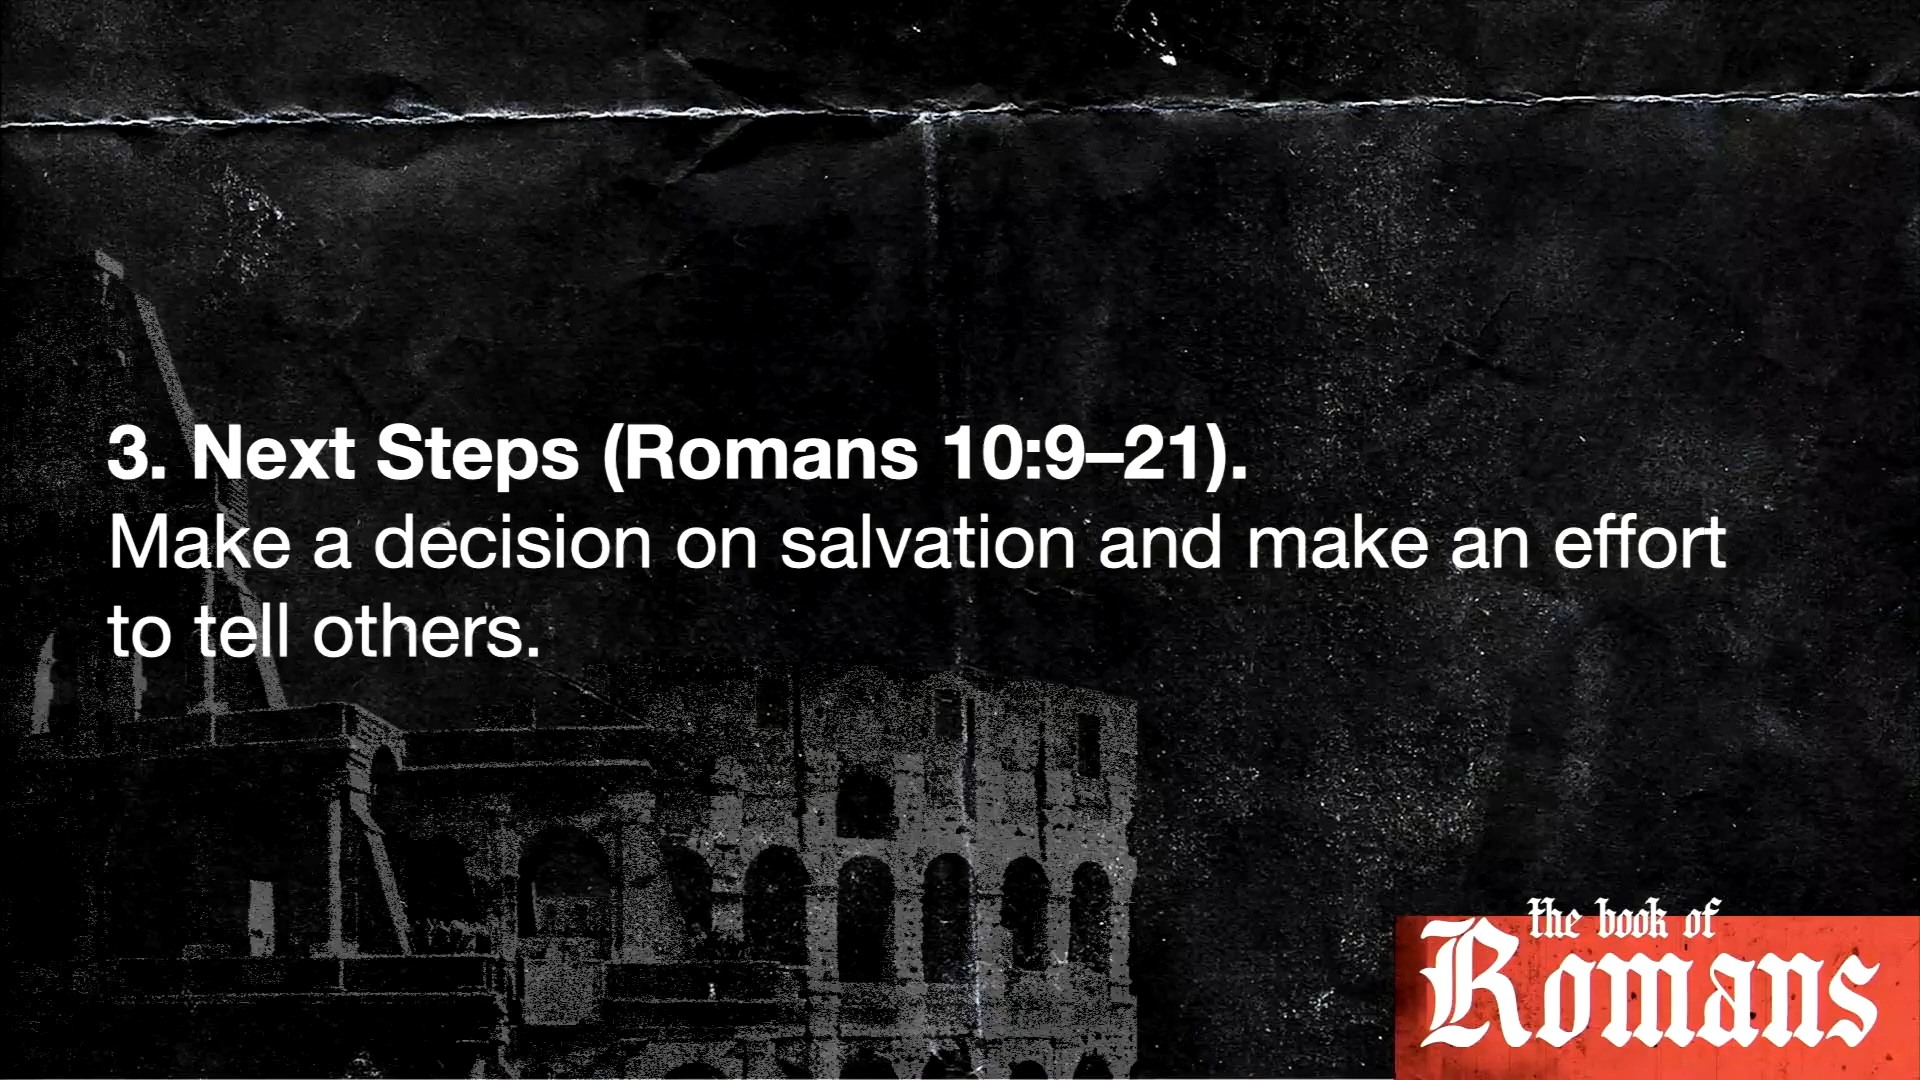 3. Next Steps (Romans 10:9–21).
Make a decision on salvation and make an effort
to tell others.
the book of
Romans